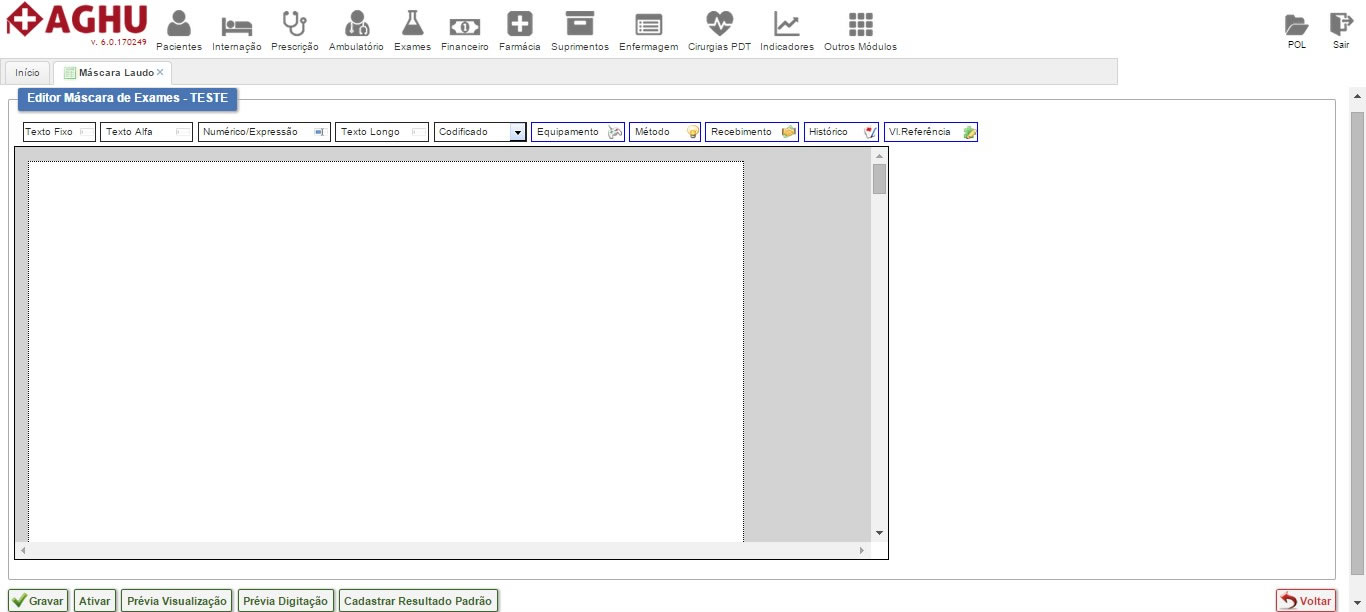 AGHU
v. 6.0.170249
Pacientes Internação Prescrição Ambulatório Exames Financeiro Farmácia Suprimentos Enfermagem Cirurgias PDT Indicadores Outros Módulos POL Sair
Início Máscara Laudo ×
Editor Máscara de Exames - TESTE
Texto Fixo Texto Alfa Numérico/Expressão Texto Longo Codificado Equipamento Método Recebimento Histórico Vl.Referência
Gravar Ativar Prévia Visualização Prévia Digitação Cadastrar Resultado Padrão Voltar